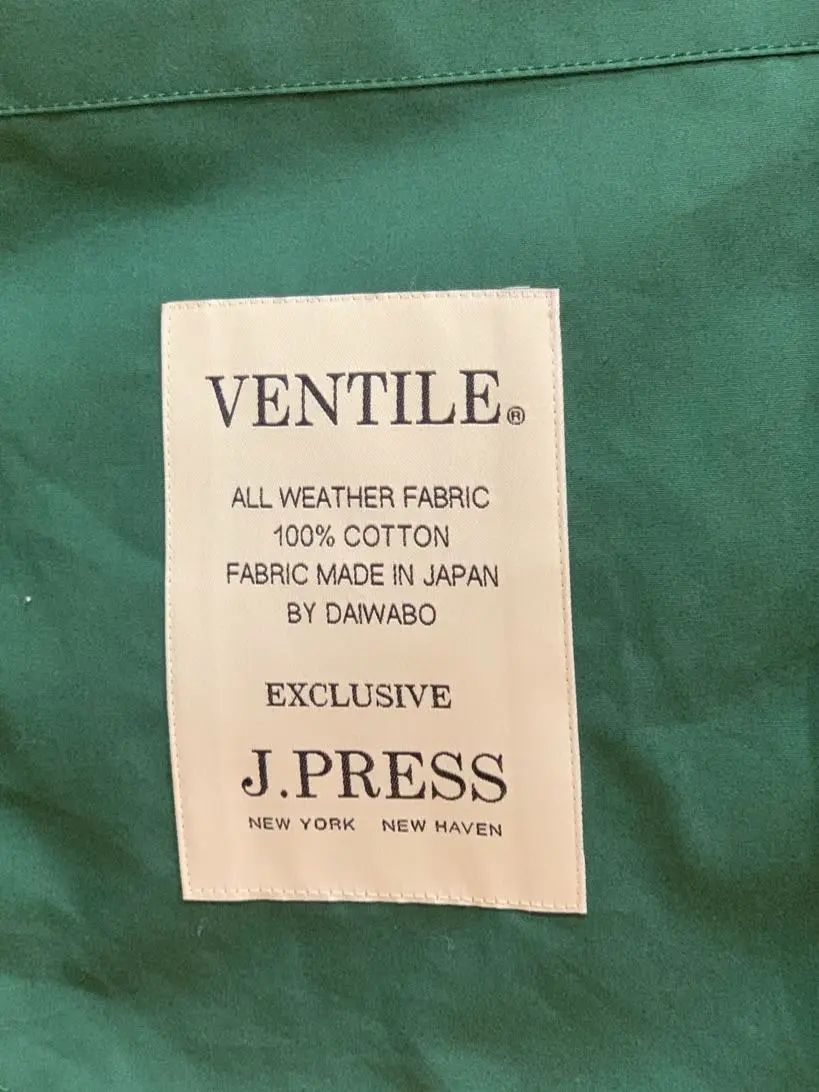 VENTILE®
ALL WEATHER FABRIC
100% COTTON
FABRIC MADE IN JAPAN
BY DAIWABO
EXCLUSIVE
J.PRESS
NEW YORK NEW HAVEN